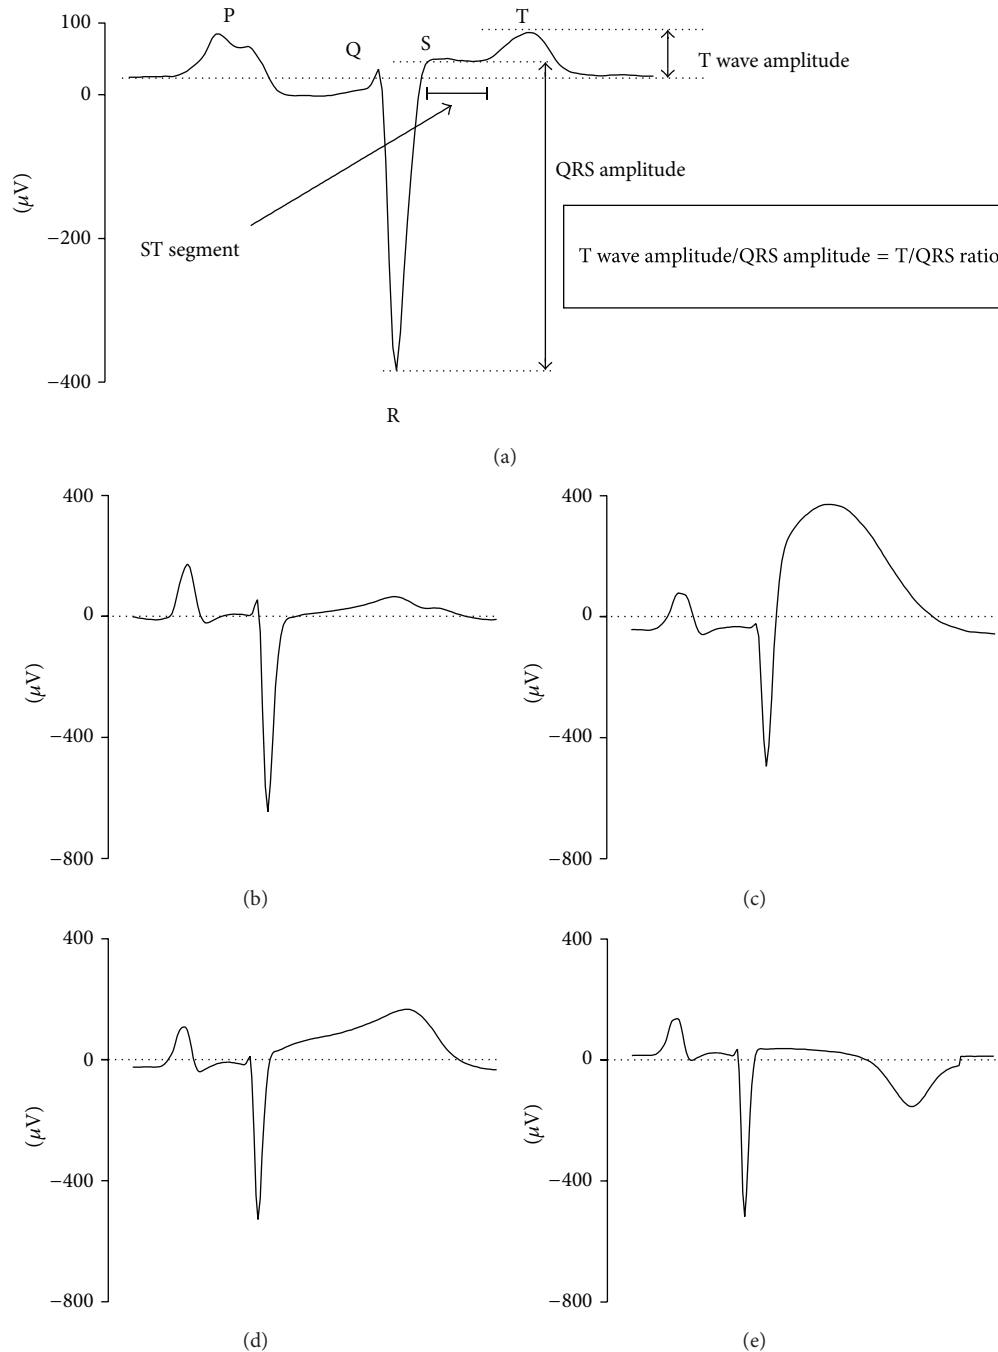 100
P
T
Q
S
T wave amplitude
0
QRS amplitude
(μV)
−200
ST segment
T wave amplitude/QRS amplitude = T/QRS ratio
−400
R
(a)
400
0
(μV)
−400
−800
(b)
400
0
(μV)
−400
−800
(c)
400
0
(μV)
−400
−800
(d)
400
0
(μV)
−400
−800
(e)